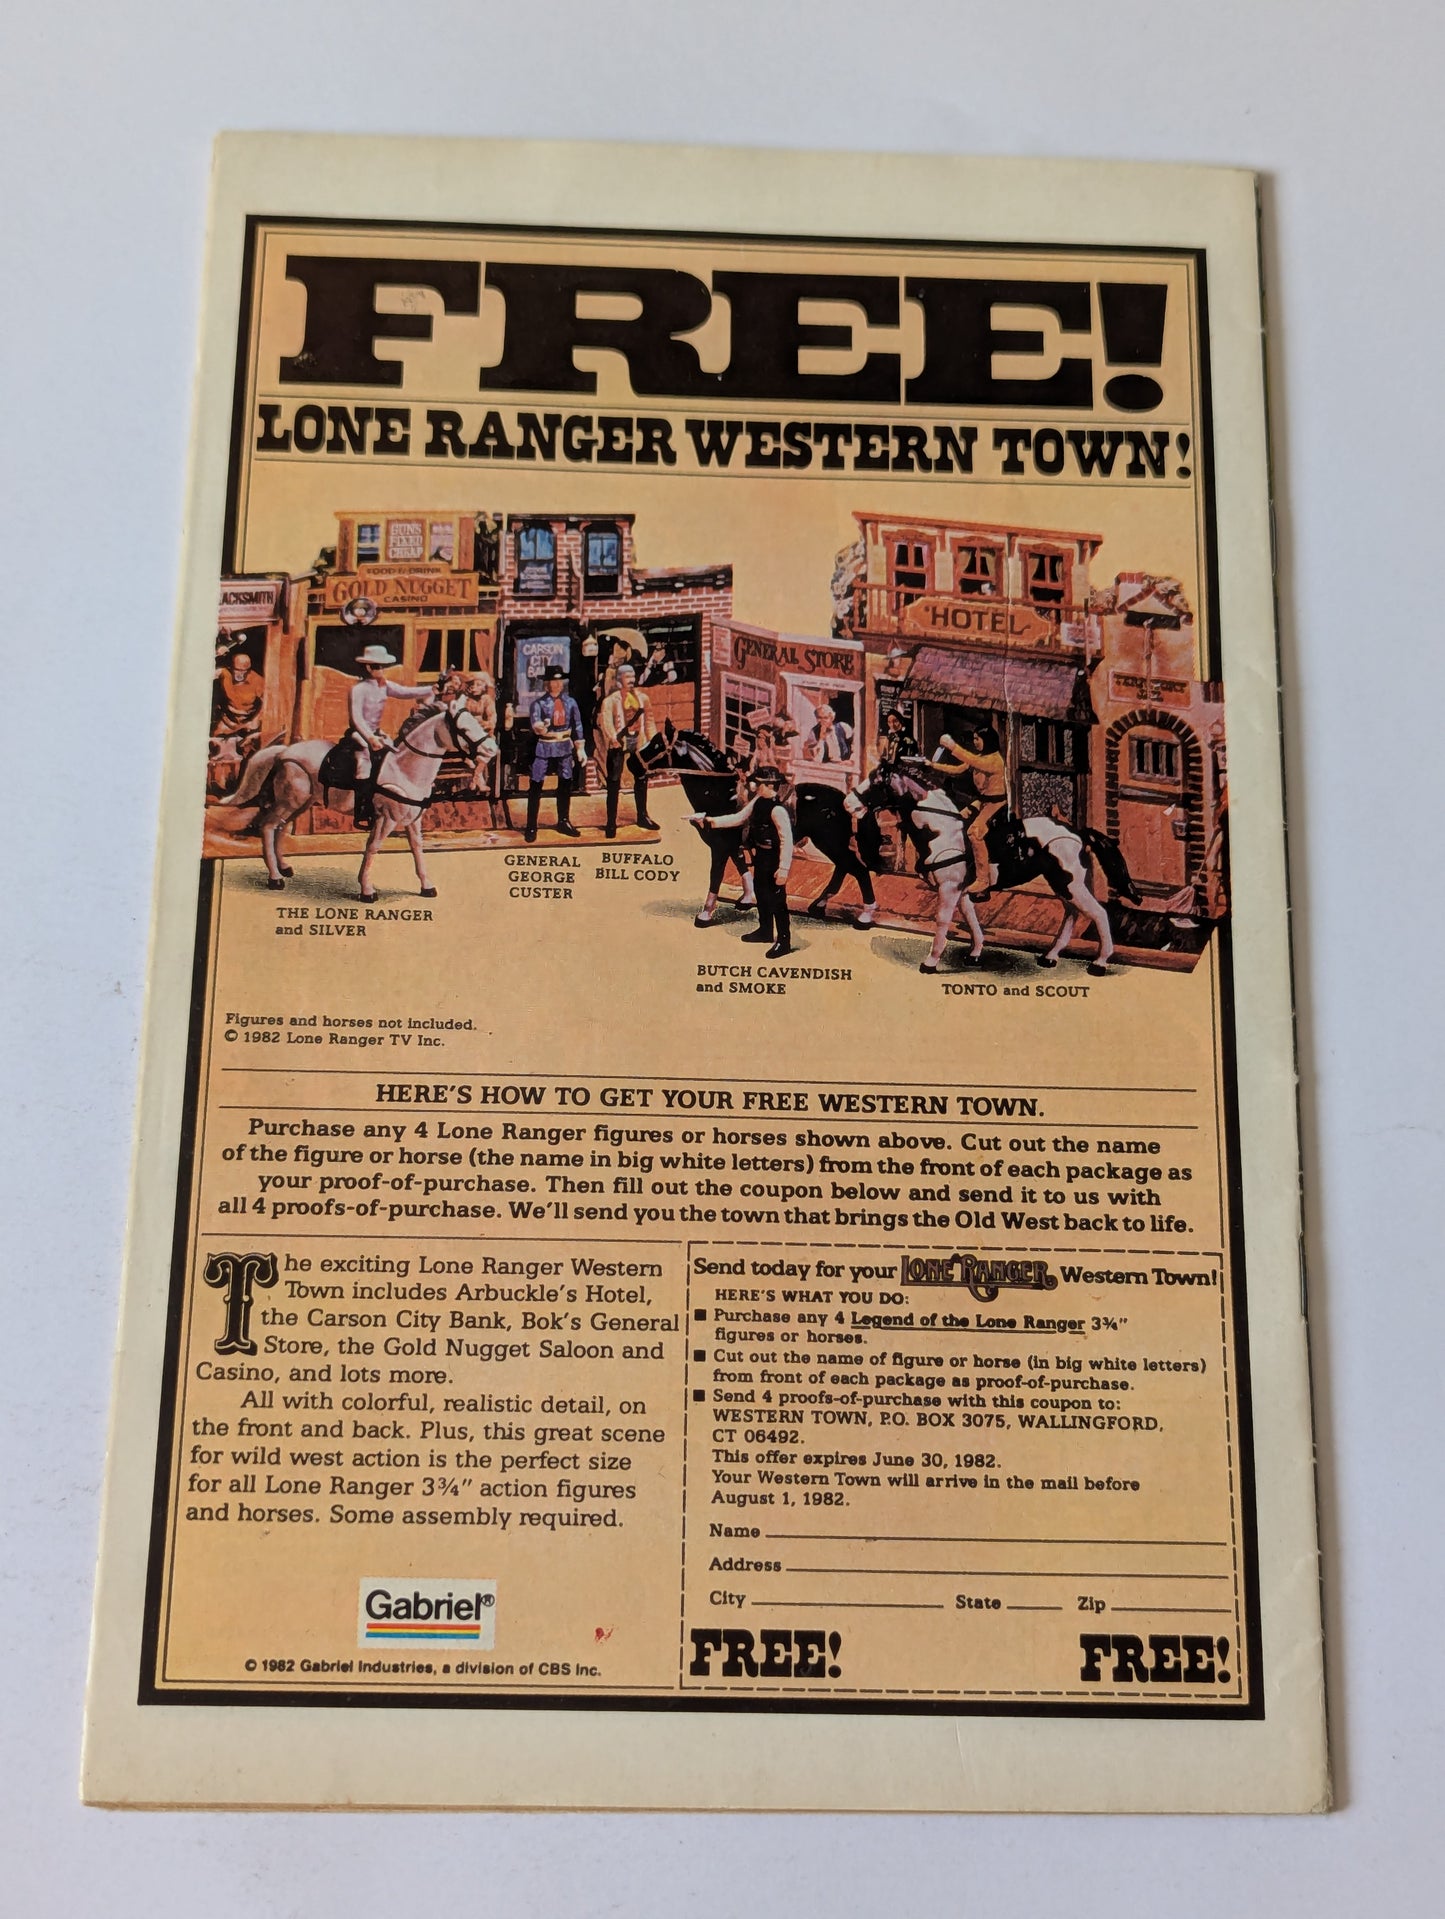 FREE!
LONE RANGER WESTERN TOWN!
GUNS
FIXED
CHEAP
FOOD & DRINK
GOLD NUGGET
CASINO
ACKSMITH
CARSON
CITY
BA
GENERAL STORE
HOTEL
THE LONE RANGER
and SILVER
GENERAL
GEORGE
CUSTER
BUFFALO
BILL CODY
BUTCH CAVENDISH
and SMOKE
TONTO and SCOUT
Figures and horses not included.
© 1982 Lone Ranger TV Inc.
HERE'S HOW TO GET YOUR FREE WESTERN TOWN.
Purchase any 4 Lone Ranger figures or horses shown above. Cut out the name
of the figure or horse (the name in big white letters) from the front of each package as
your proof-of-purchase. Then fill out the coupon below and send it to us with
all 4 proofs-of-purchase. We'll send you the town that brings the Old West back to life.
The exciting Lone Ranger Western
Town includes Arbuckle's Hotel,
the Carson City Bank, Bok's General
Store, the Gold Nugget Saloon and
Casino, and lots more.
All with colorful, realistic detail, on
the front and back. Plus, this great scene
for wild west action is the perfect size
for all Lone Ranger 3¾" action figures
and horses. Some assembly required.
Gabriel®
© 1982 Gabriel Industries, a division of CBS Inc.
Send today for your LONE RANGER Western Town!
HERE'S WHAT YOU DO:
■ Purchase any 4 Legend of the Lone Ranger 3¾"
figures or horses.
■ Cut out the name of figure or horse (in big white letters)
from front of each package as proof-of-purchase.
■ Send 4 proofs-of-purchase with this coupon to:
WESTERN TOWN, P.O. BOX 3075, WALLINGFORD,
CT 06492.
This offer expires June 30, 1982.
Your Western Town will arrive in the mail before
August 1, 1982.
Name
Address
City State Zip
FREE! FREE!